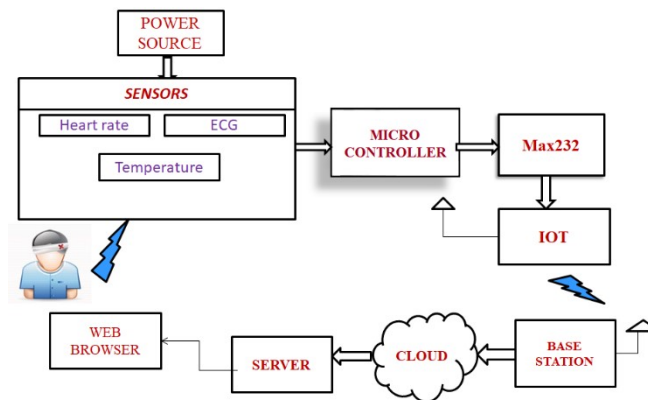 POWER
SOURCE
SENSORS
Heart rate
ECG
Temperature
MICRO
CONTROLLER
Max232
IOT
WEB
BROWSER
SERVER
CLOUD
BASE
STATION